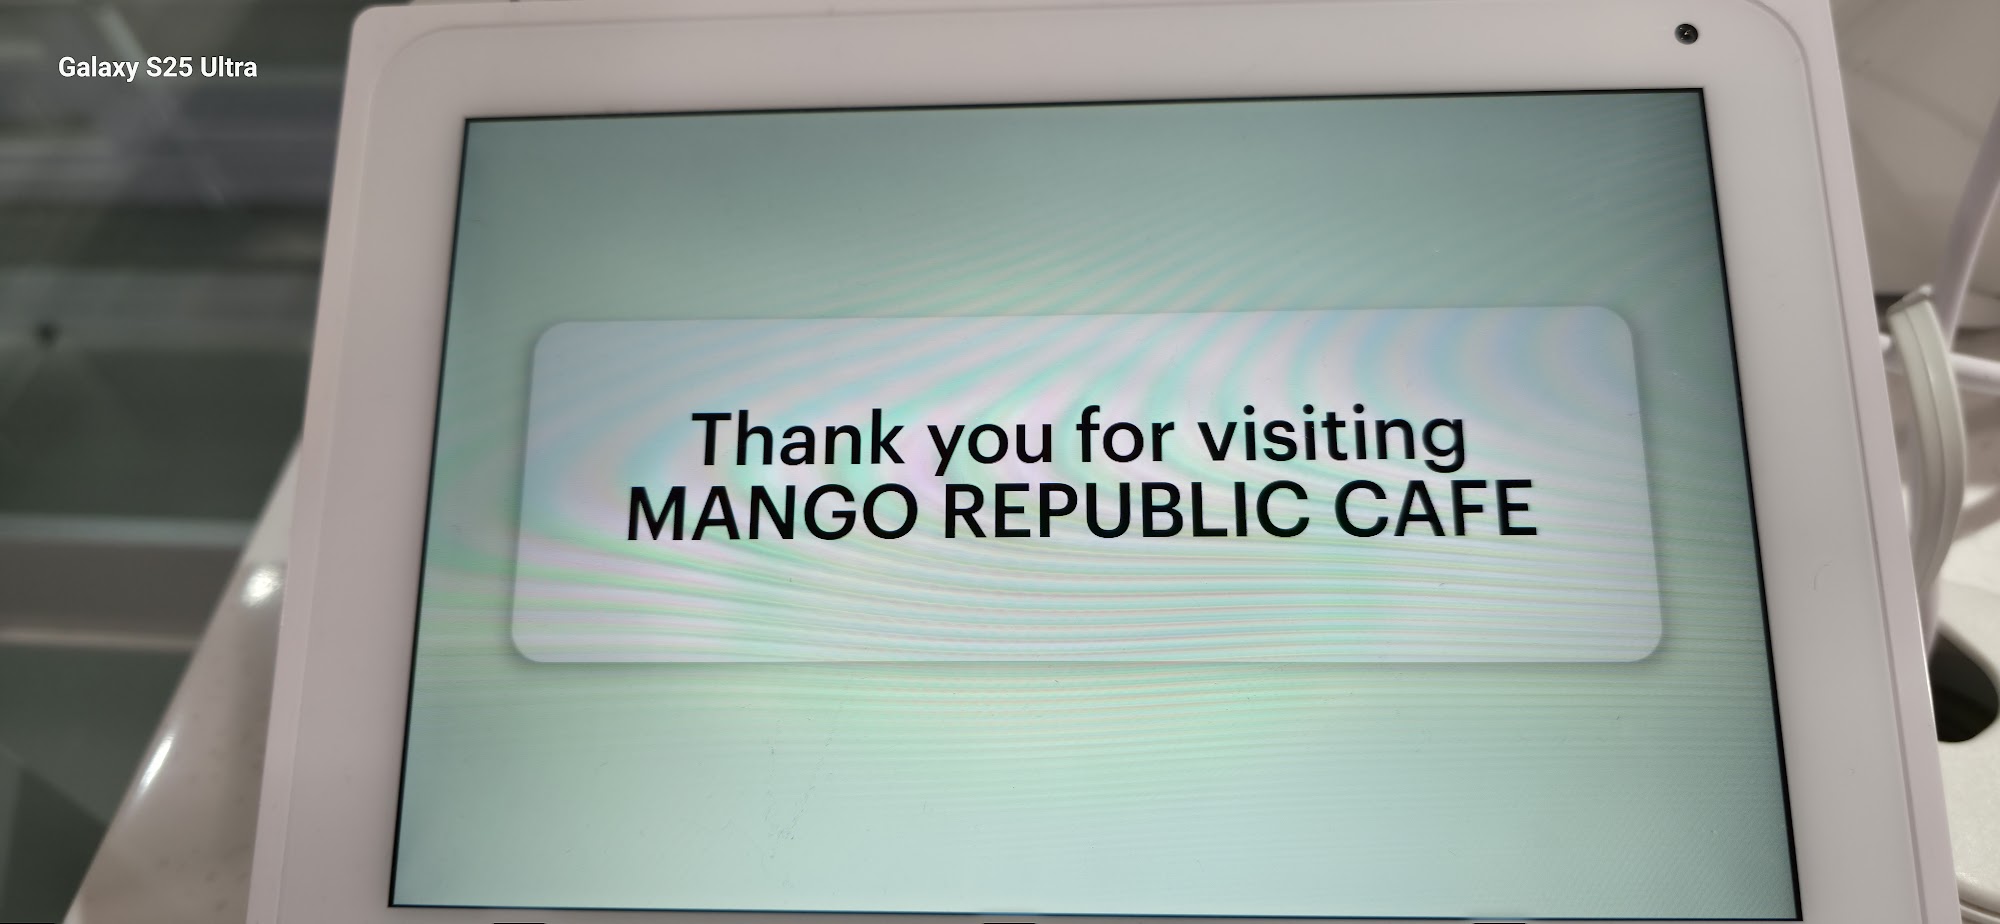 Galaxy S25 Ultra
Thank you for visiting
MANGO REPUBLIC CAFE